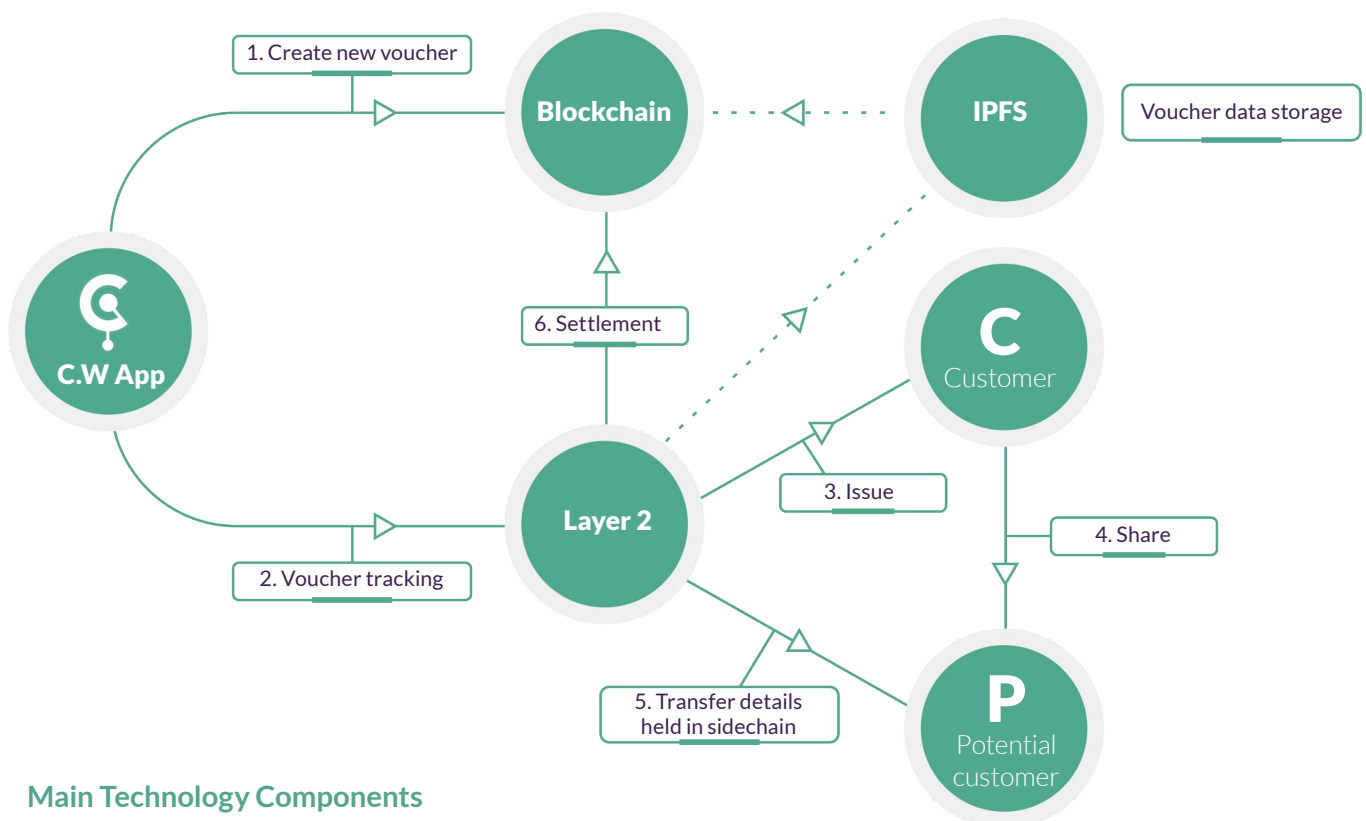 1. Create new voucher
Blockchain
IPFS
Voucher data storage
C.W App
6. Settlement
C
Customer
3. Issue
Layer 2
4. Share
2. Voucher tracking
5. Transfer details
held in sidechain
P
Potential
customer
Main Technology Components